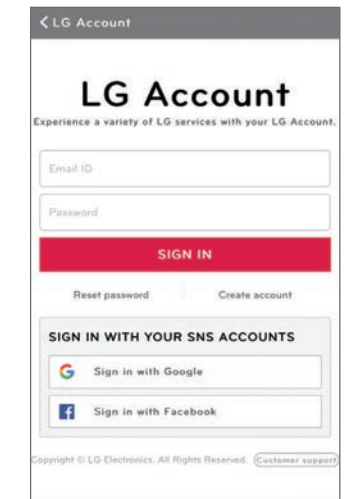 LG Account
LG Account
Experience a variety of LG services with your LG Account.
Email ID
Password
SIGN IN
Reset password Create account
SIGN IN WITH YOUR SNS ACCOUNTS
G Sign in with Google
f Sign in with Facebook
Copyright © LG Electronics. All Rights Reserved. Customer support